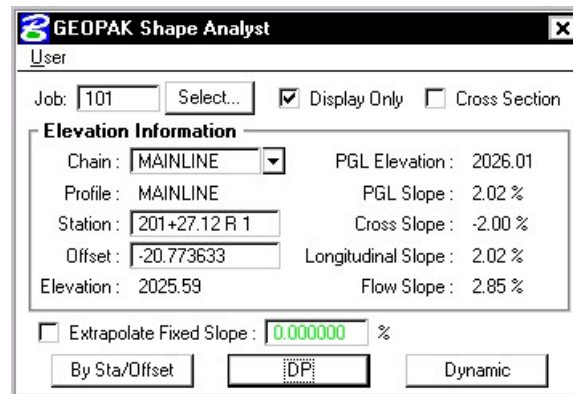 GEOPAK Shape Analyst
User
Job: 101 Select... Display Only Cross Section
Elevation Information
Chain : MAINLINE PGL Elevation : 2026.01
Profile : MAINLINE PGL Slope : 2.02 %
Station : 201+27.12 R 1 Cross Slope : -2.00 %
Offset : -20.773633 Longitudinal Slope : 2.02 %
Elevation : 2025.59 Flow Slope : 2.85 %
Extrapolate Fixed Slope : 0.000000 %
By Sta/Offset DP Dynamic